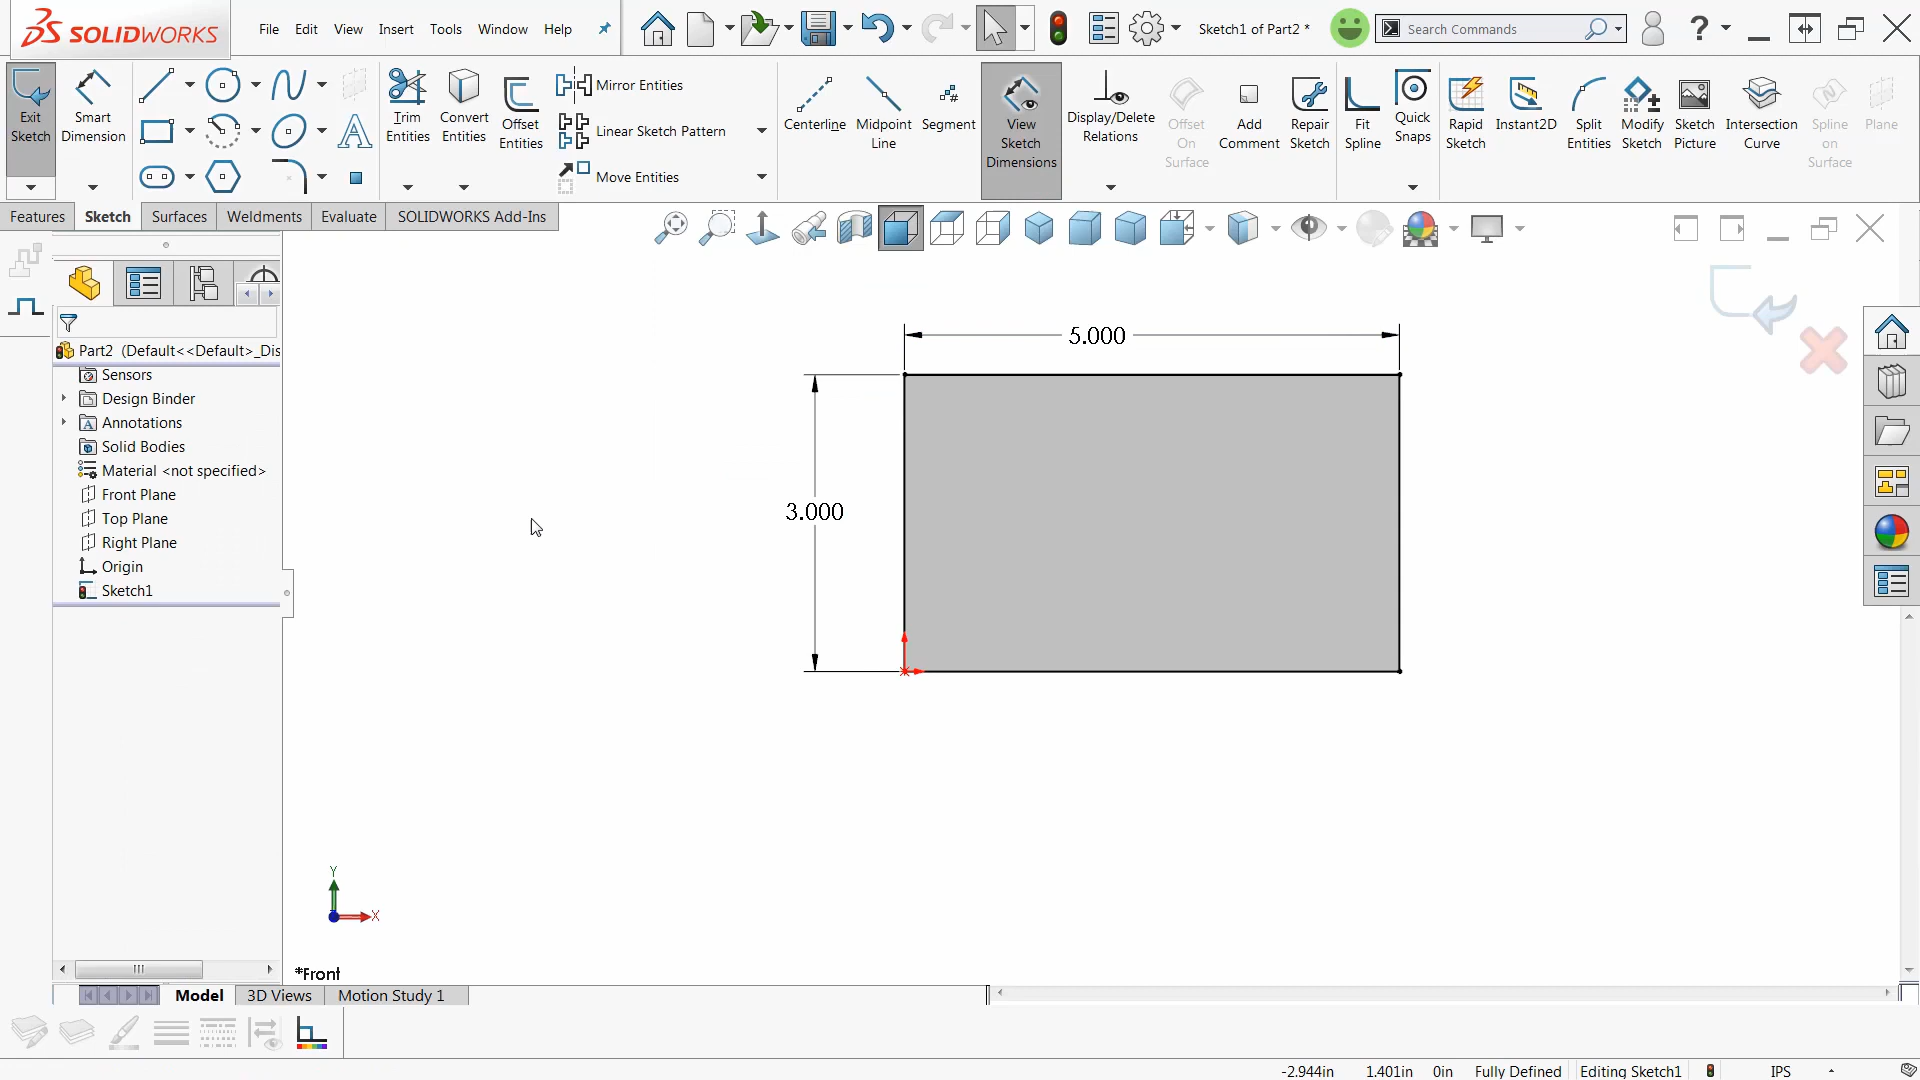 SOLIDWORKS
File Edit View Insert Tools Window Help
Sketch1 of Part2 *
Search Commands
Exit Sketch
Smart Dimension
Trim Entities
Convert Entities
Offset Entities
Mirror Entities
Linear Sketch Pattern
Move Entities
Centerline
Midpoint Line
Segment
View Sketch Dimensions
Display/Delete Relations
Offset On Surface
Add Comment
Repair Sketch
Fit Spline
Quick Snaps
Rapid Sketch
Instant2D
Split Entities
Modify Sketch
Sketch Picture
Intersection Curve
Spline on Surface
Plane
Features Sketch Surfaces Weldments Evaluate SOLIDWORKS Add-Ins
Part2 (Default<<Default>_Dis
Sensors
Design Binder
Annotations
Solid Bodies
Material <not specified>
Front Plane
Top Plane
Right Plane
Origin
Sketch1
5.000
3.000
Y
X
*Front
Model 3D Views Motion Study 1
-2.944in 1.401in 0in Fully Defined Editing Sketch1 IPS